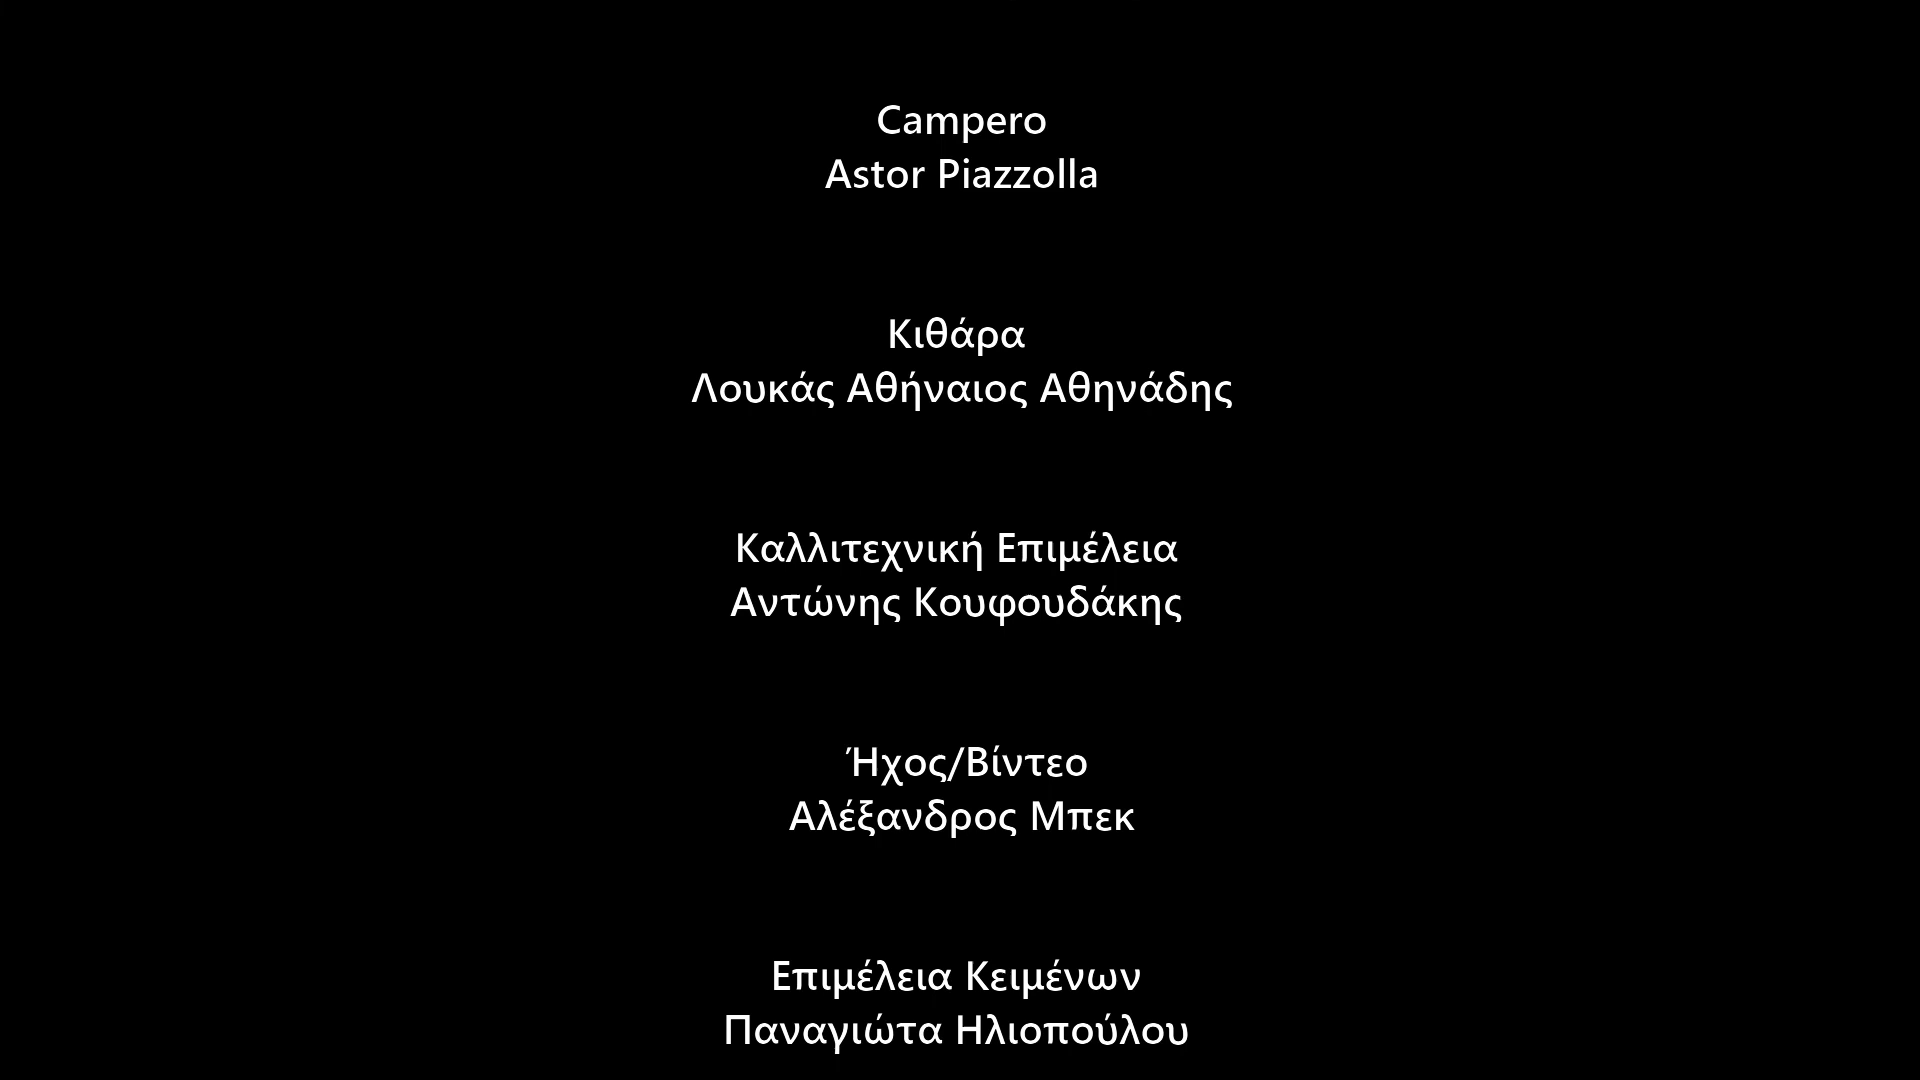 Campero
Astor Piazzolla
Κιθάρα
Λουκάς Αθήναιος Αθηνάδης
Καλλιτεχνική Επιμέλεια
Αντώνης Κουφουδάκης
Ήχος/Βίντεο
Αλέξανδρος Μπεκ
Επιμέλεια Κειμένων
Παναγιώτα Ηλιοπούλου